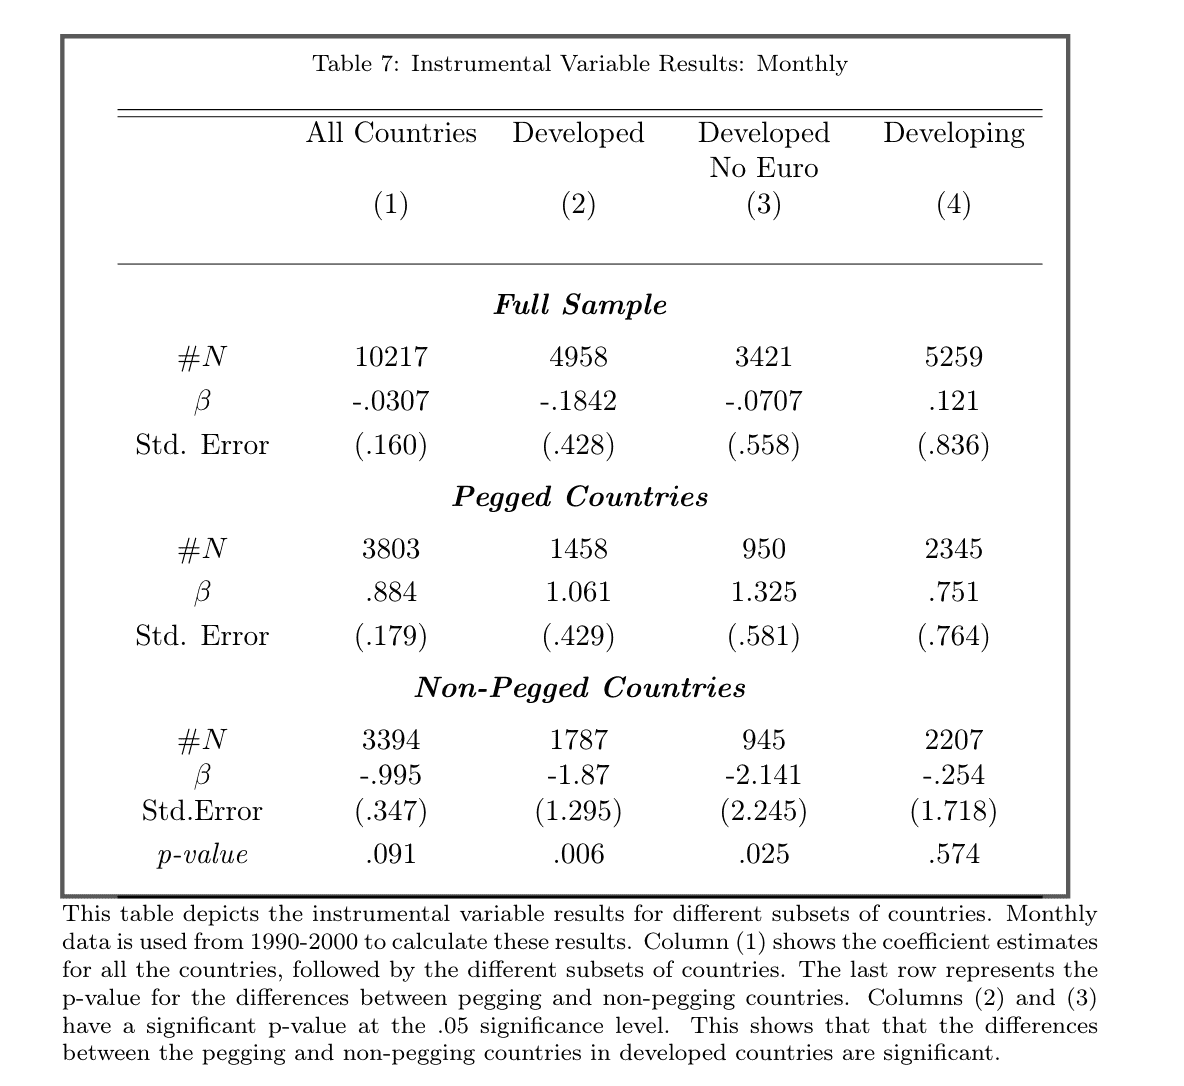 Table 7: Instrumental Variable Results: Monthly
All Countries Developed Developed Developing
No Euro
(1) (2) (3) (4)
Full Sample
#N 10217 4958 3421 5259
β -.0307 -.1842 -.0707 .121
Std. Error (.160) (.428) (.558) (.836)
Pegged Countries
#N 3803 1458 950 2345
β .884 1.061 1.325 .751
Std. Error (.179) (.429) (.581) (.764)
Non-Pegged Countries
#N 3394 1787 945 2207
β -.995 -1.87 -2.141 -.254
Std.Error (.347) (1.295) (2.245) (1.718)
p-value .091 .006 .025 .574
This table depicts the instrumental variable results for different subsets of countries. Monthly
data is used from 1990-2000 to calculate these results. Column (1) shows the coefficient estimates
for all the countries, followed by the different subsets of countries. The last row represents the
p-value for the differences between pegging and non-pegging countries. Columns (2) and (3)
have a significant p-value at the .05 significance level. This shows that that the differences
between the pegging and non-pegging countries in developed countries are significant.